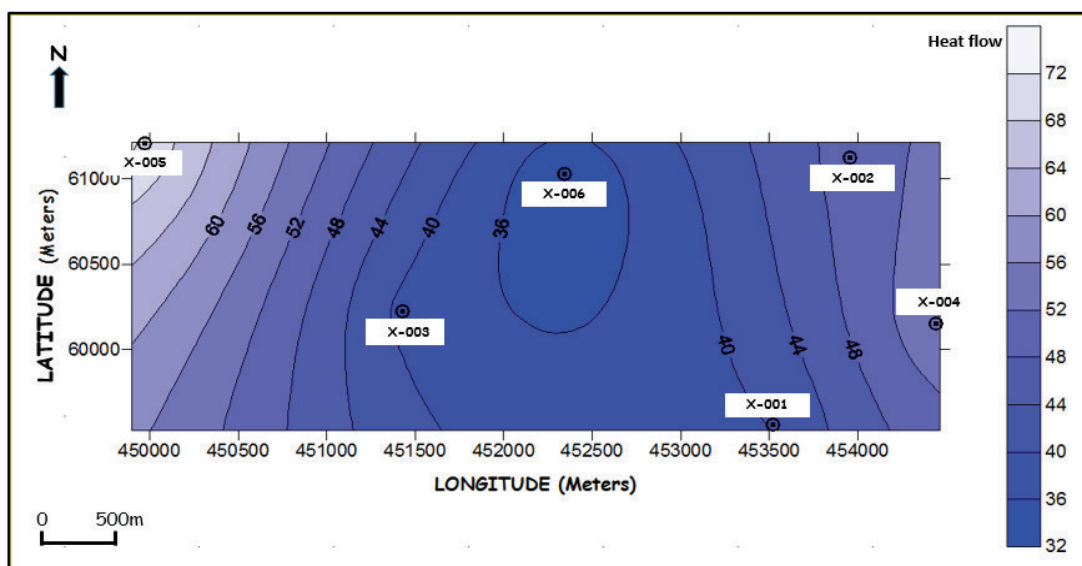 Heat flow
N
72
68
64
60
56
52
48
44
40
36
32
X-005
X-006
X-002
X-003
X-004
X-001
60
56
52
48
44
40
36
40
44
48
61000
60500
60000
LATITUDE (Meters)
450000 450500 451000 451500 452000 452500 453000 453500 454000
LONGITUDE (Meters)
0 500m